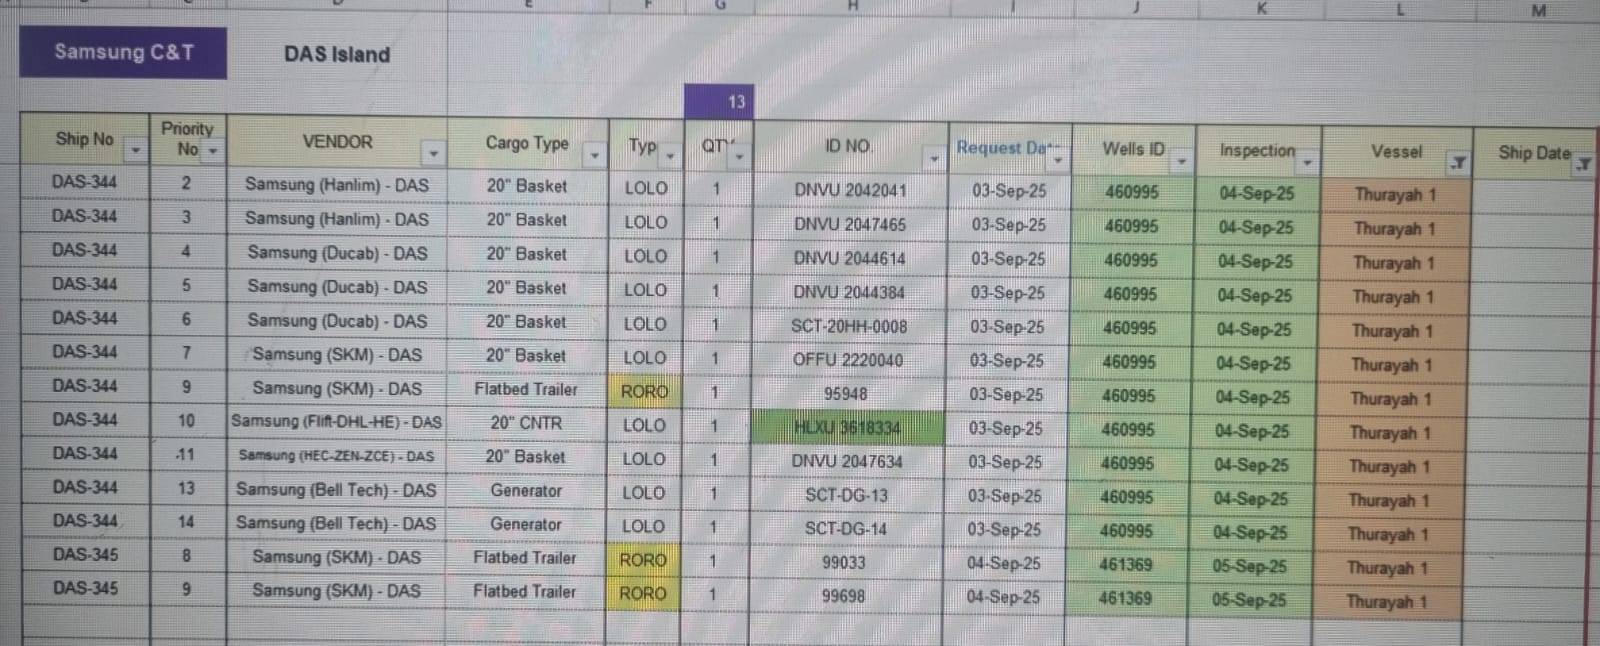 E F G H I J K L M
Samsung C&T DAS Island
13
Ship No Priority No VENDOR Cargo Type Typ QTY ID NO. Request Da Wells ID Inspection Vessel Ship Date
DAS-344 2 Samsung (Hanlim) - DAS 20" Basket LOLO 1 DNVU 2042041 03-Sep-25 460995 04-Sep-25 Thurayah 1
DAS-344 3 Samsung (Hanlim) - DAS 20" Basket LOLO 1 DNVU 2047465 03-Sep-25 460995 04-Sep-25 Thurayah 1
DAS-344 4 Samsung (Ducab) - DAS 20" Basket LOLO 1 DNVU 2044614 03-Sep-25 460995 04-Sep-25 Thurayah 1
DAS-344 5 Samsung (Ducab) - DAS 20" Basket LOLO 1 DNVU 2044384 03-Sep-25 460995 04-Sep-25 Thurayah 1
DAS-344 6 Samsung (Ducab) - DAS 20" Basket LOLO 1 SCT-20HH-0008 03-Sep-25 460995 04-Sep-25 Thurayah 1
DAS-344 7 Samsung (SKM) - DAS 20" Basket LOLO 1 OFFU 2220040 03-Sep-25 460995 04-Sep-25 Thurayah 1
DAS-344 9 Samsung (SKM) - DAS Flatbed Trailer RORO 1 95948 03-Sep-25 460995 04-Sep-25 Thurayah 1
DAS-344 10 Samsung (Flift-DHL-HE) - DAS 20" CNTR LOLO 1 HLXU 3618334 03-Sep-25 460995 04-Sep-25 Thurayah 1
DAS-344 11 Samsung (HEC-ZEN-ZCE) - DAS 20" Basket LOLO 1 DNVU 2047634 03-Sep-25 460995 04-Sep-25 Thurayah 1
DAS-344 13 Samsung (Bell Tech) - DAS Generator LOLO 1 SCT-DG-13 03-Sep-25 460995 04-Sep-25 Thurayah 1
DAS-344 14 Samsung (Bell Tech) - DAS Generator LOLO 1 SCT-DG-14 03-Sep-25 460995 04-Sep-25 Thurayah 1
DAS-345 8 Samsung (SKM) - DAS Flatbed Trailer RORO 1 99033 04-Sep-25 461369 05-Sep-25 Thurayah 1
DAS-345 9 Samsung (SKM) - DAS Flatbed Trailer RORO 1 99698 04-Sep-25 461369 05-Sep-25 Thurayah 1